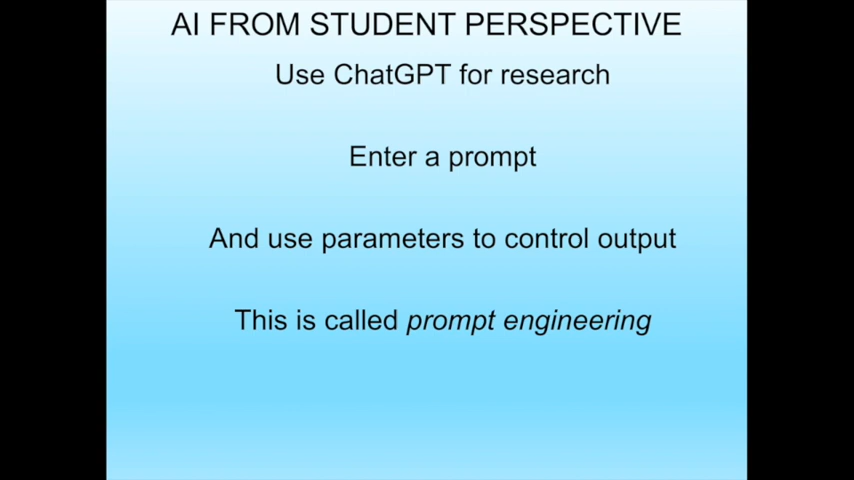 AI FROM STUDENT PERSPECTIVE
Use ChatGPT for research
Enter a prompt
And use parameters to control output
This is called prompt engineering